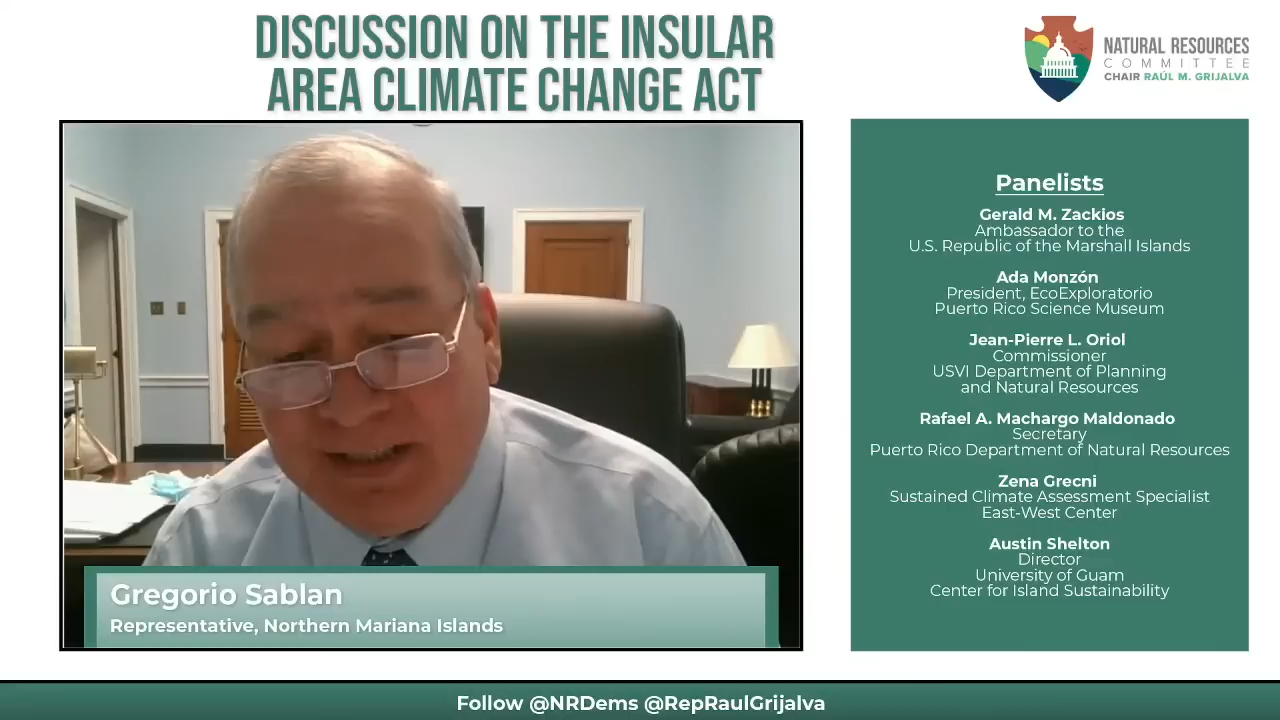 DISCUSSION ON THE INSULAR
AREA CLIMATE CHANGE ACT
NATURAL RESOURCES
COMMITTEE
CHAIR RAÚL M. GRIJALVA
Panelists
Gerald M. Zackios
Ambassador to the
U.S. Republic of the Marshall Islands
Ada Monzón
President, EcoExploratorio
Puerto Rico Science Museum
Jean-Pierre L. Oriol
Commissioner
USVI Department of Planning
and Natural Resources
Rafael A. Machargo Maldonado
Secretary
Puerto Rico Department of Natural Resources
Zena Grecni
Sustained Climate Assessment Specialist
East-West Center
Austin Shelton
Director
University of Guam
Center for Island Sustainability
Gregorio Sablan
Representative, Northern Mariana Islands
Follow @NRDems @RepRaulGrijalva